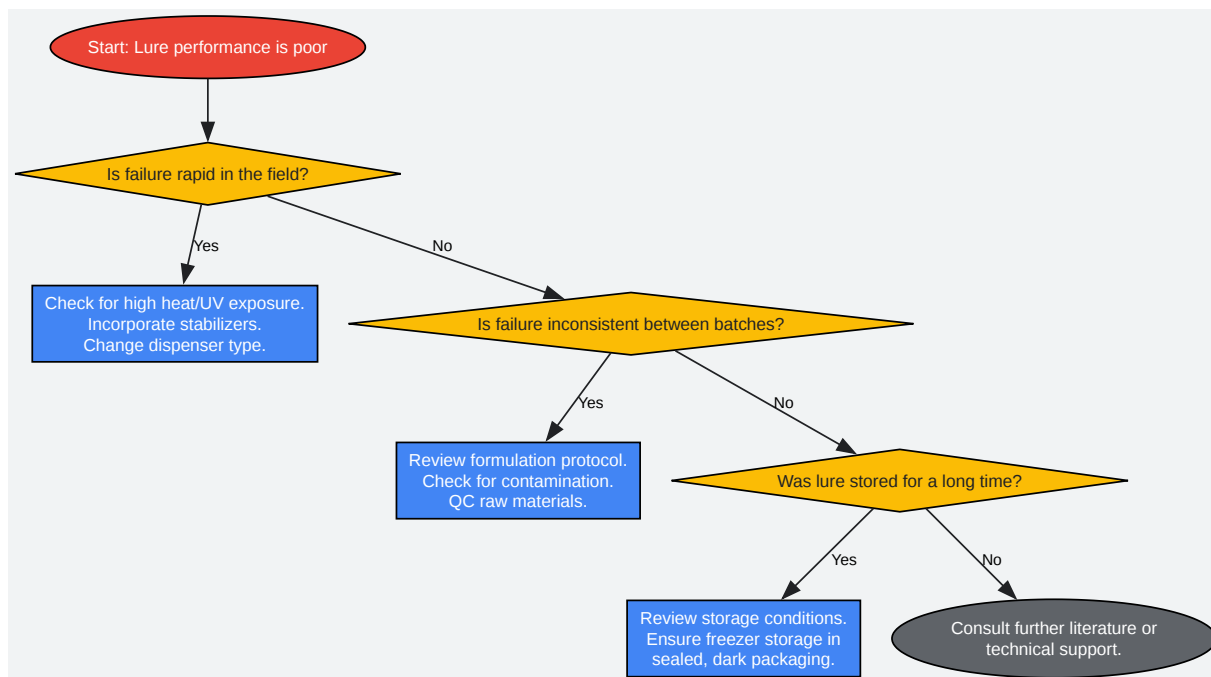 Start: Lure performance is poor
Is failure rapid in the field?
Yes
No
Check for high heat/UV exposure.
Incorporate stabilizers.
Change dispenser type.
Is failure inconsistent between batches?
Yes
No
Review formulation protocol.
Check for contamination.
QC raw materials.
Was lure stored for a long time?
Yes
No
Review storage conditions.
Ensure freezer storage in
sealed, dark packaging.
Consult further literature or
technical support.